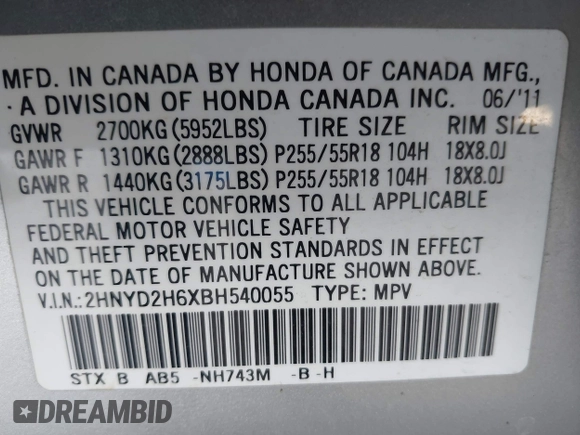 MFD. IN CANADA BY HONDA OF CANADA MFG.,
A DIVISION OF HONDA CANADA INC. 06/'11
GVWR 2700KG (5952LBS) TIRE SIZE RIM SIZE
GAWR F 1310KG (2888LBS) P255/55R18 104H 18X8.0J
GAWR R 1440KG (3175LBS) P255/55R18 104H 18X8.0J
THIS VEHICLE CONFORMS TO ALL APPLICABLE
FEDERAL MOTOR VEHICLE SAFETY
AND THEFT PREVENTION STANDARDS IN EFFECT
ON THE DATE OF MANUFACTURE SHOWN ABOVE.
V.I.N.:2HNYD2H6XBH540055 TYPE: MPV
STX B AB5 -NH743M -B -H
DREAMBID